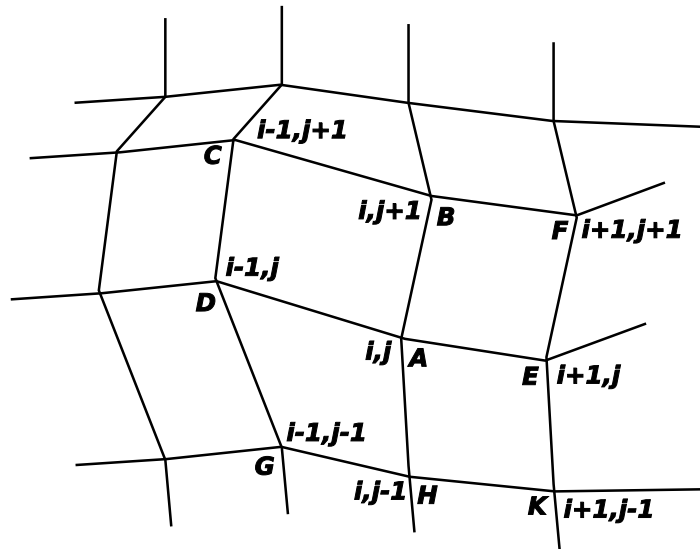 i-1,j+1
C
i,j+1
B
F
i+1,j+1
i-1,j
D
i,j
A
E
i+1,j
i-1,j-1
G
i,j-1
H
K
i+1,j-1